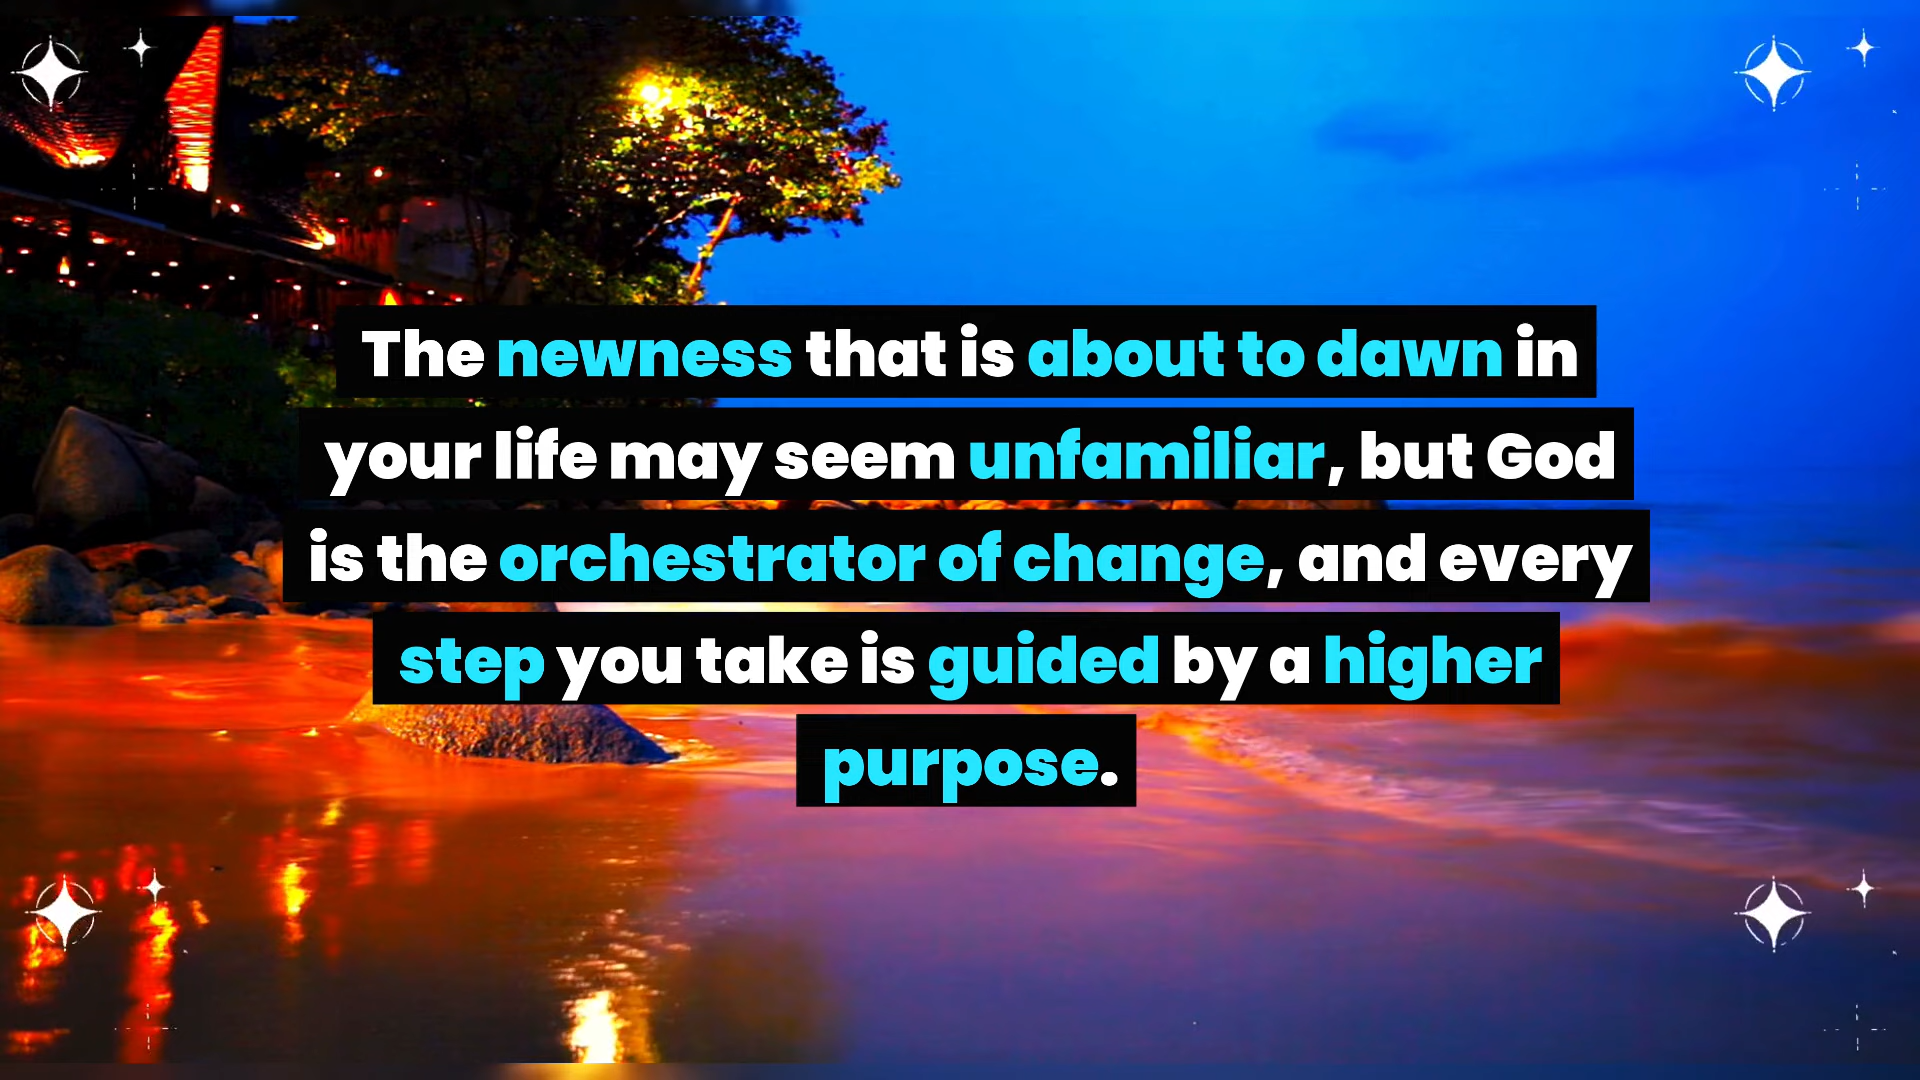 The newness that is about to dawn in
your life may seem unfamiliar, but God
is the orchestrator of change, and every
step you take is guided by a higher
purpose.